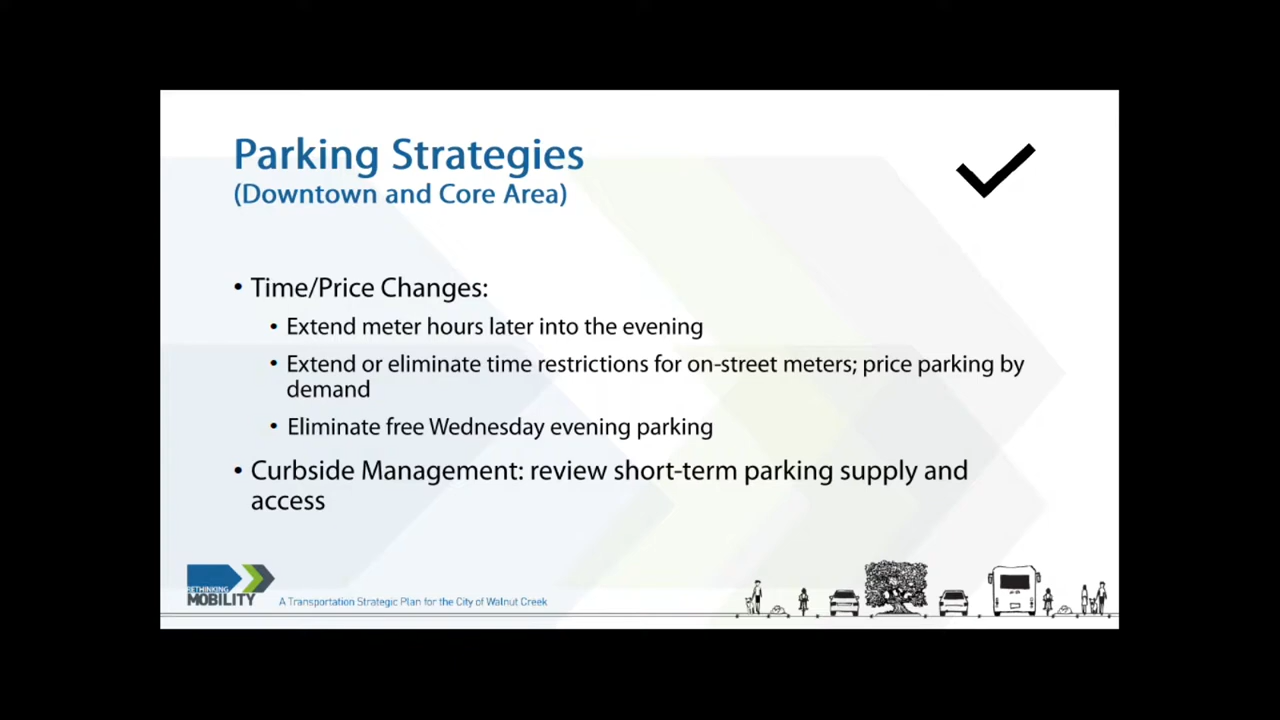 Parking Strategies
(Downtown and Core Area)
• Time/Price Changes:
• Extend meter hours later into the evening
• Extend or eliminate time restrictions for on-street meters; price parking by
demand
• Eliminate free Wednesday evening parking
• Curbside Management: review short-term parking supply and
access
RETHINKING
MOBILITY
A Transportation Strategic Plan for the City of Walnut Creek